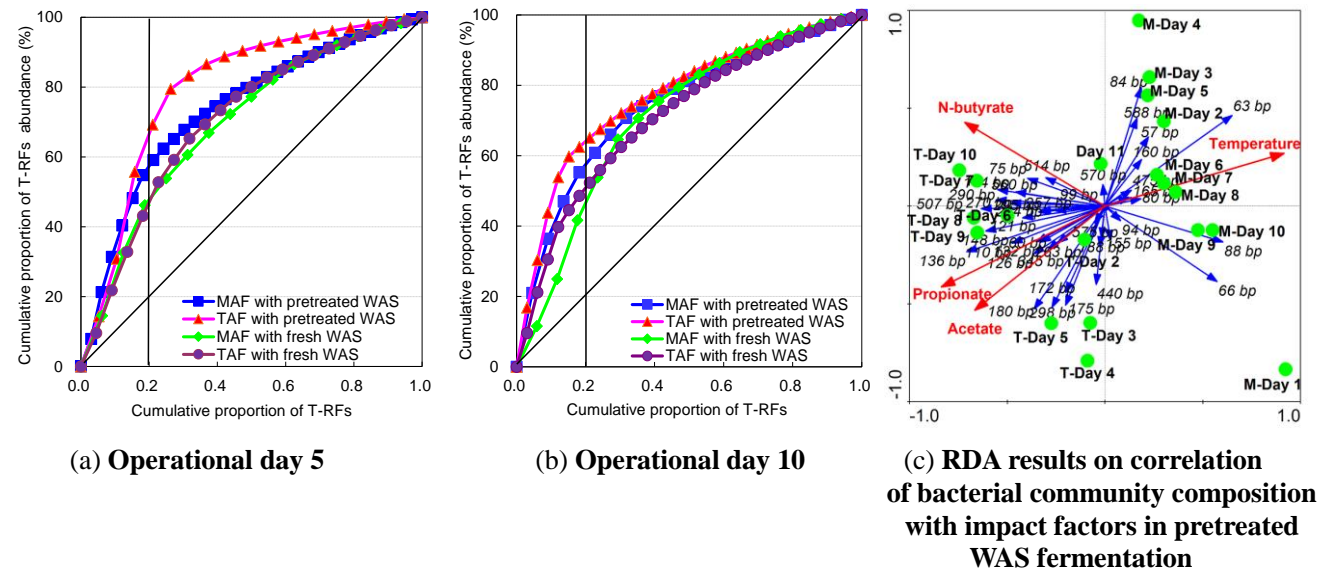 Cumulative proportion of T-RFs abundance (%)
100
80
60
40
20
0
MAF with pretreated WAS
TAF with pretreated WAS
MAF with fresh WAS
TAF with fresh WAS
0.0 0.2 0.4 0.6 0.8 1.0
Cumulative proportion of T-RFs
(a) Operational day 5
Cumulative proportion of T-RFs abundance (%)
100
80
60
40
20
0
MAF with pretreated WAS
TAF with pretreated WAS
MAF with fresh WAS
TAF with fresh WAS
0.0 0.2 0.4 0.6 0.8 1.0
Cumulative proportion of T-RFs
(b) Operational day 10
1.0
M-Day 4
M-Day 3
84 bp
M-Day 5
N-butyrate
M-Day 2
63 bp
57 bp
Temperature
T-Day 10
Day 11
160 bp
M-Day 6
75 bp
614 bp
570 bp
M-Day 7
M-Day 8
290 bp
99 bp
60 bp
507 bp
T-Day 6
T-Day 8
T-Day 9
121 bp
94 bp
M-Day 9
M-Day 10
155 bp
88 bp
136 bp
110 bp
126 bp
T-Day 2
66 bp
Propionate
172 bp
440 bp
Acetate
180 bp
298 bp
175 bp
T-Day 5
T-Day 3
T-Day 4
M-Day 1
-1.0
-1.0 1.0
(c) RDA results on correlation
of bacterial community composition
with impact factors in pretreated
WAS fermentation